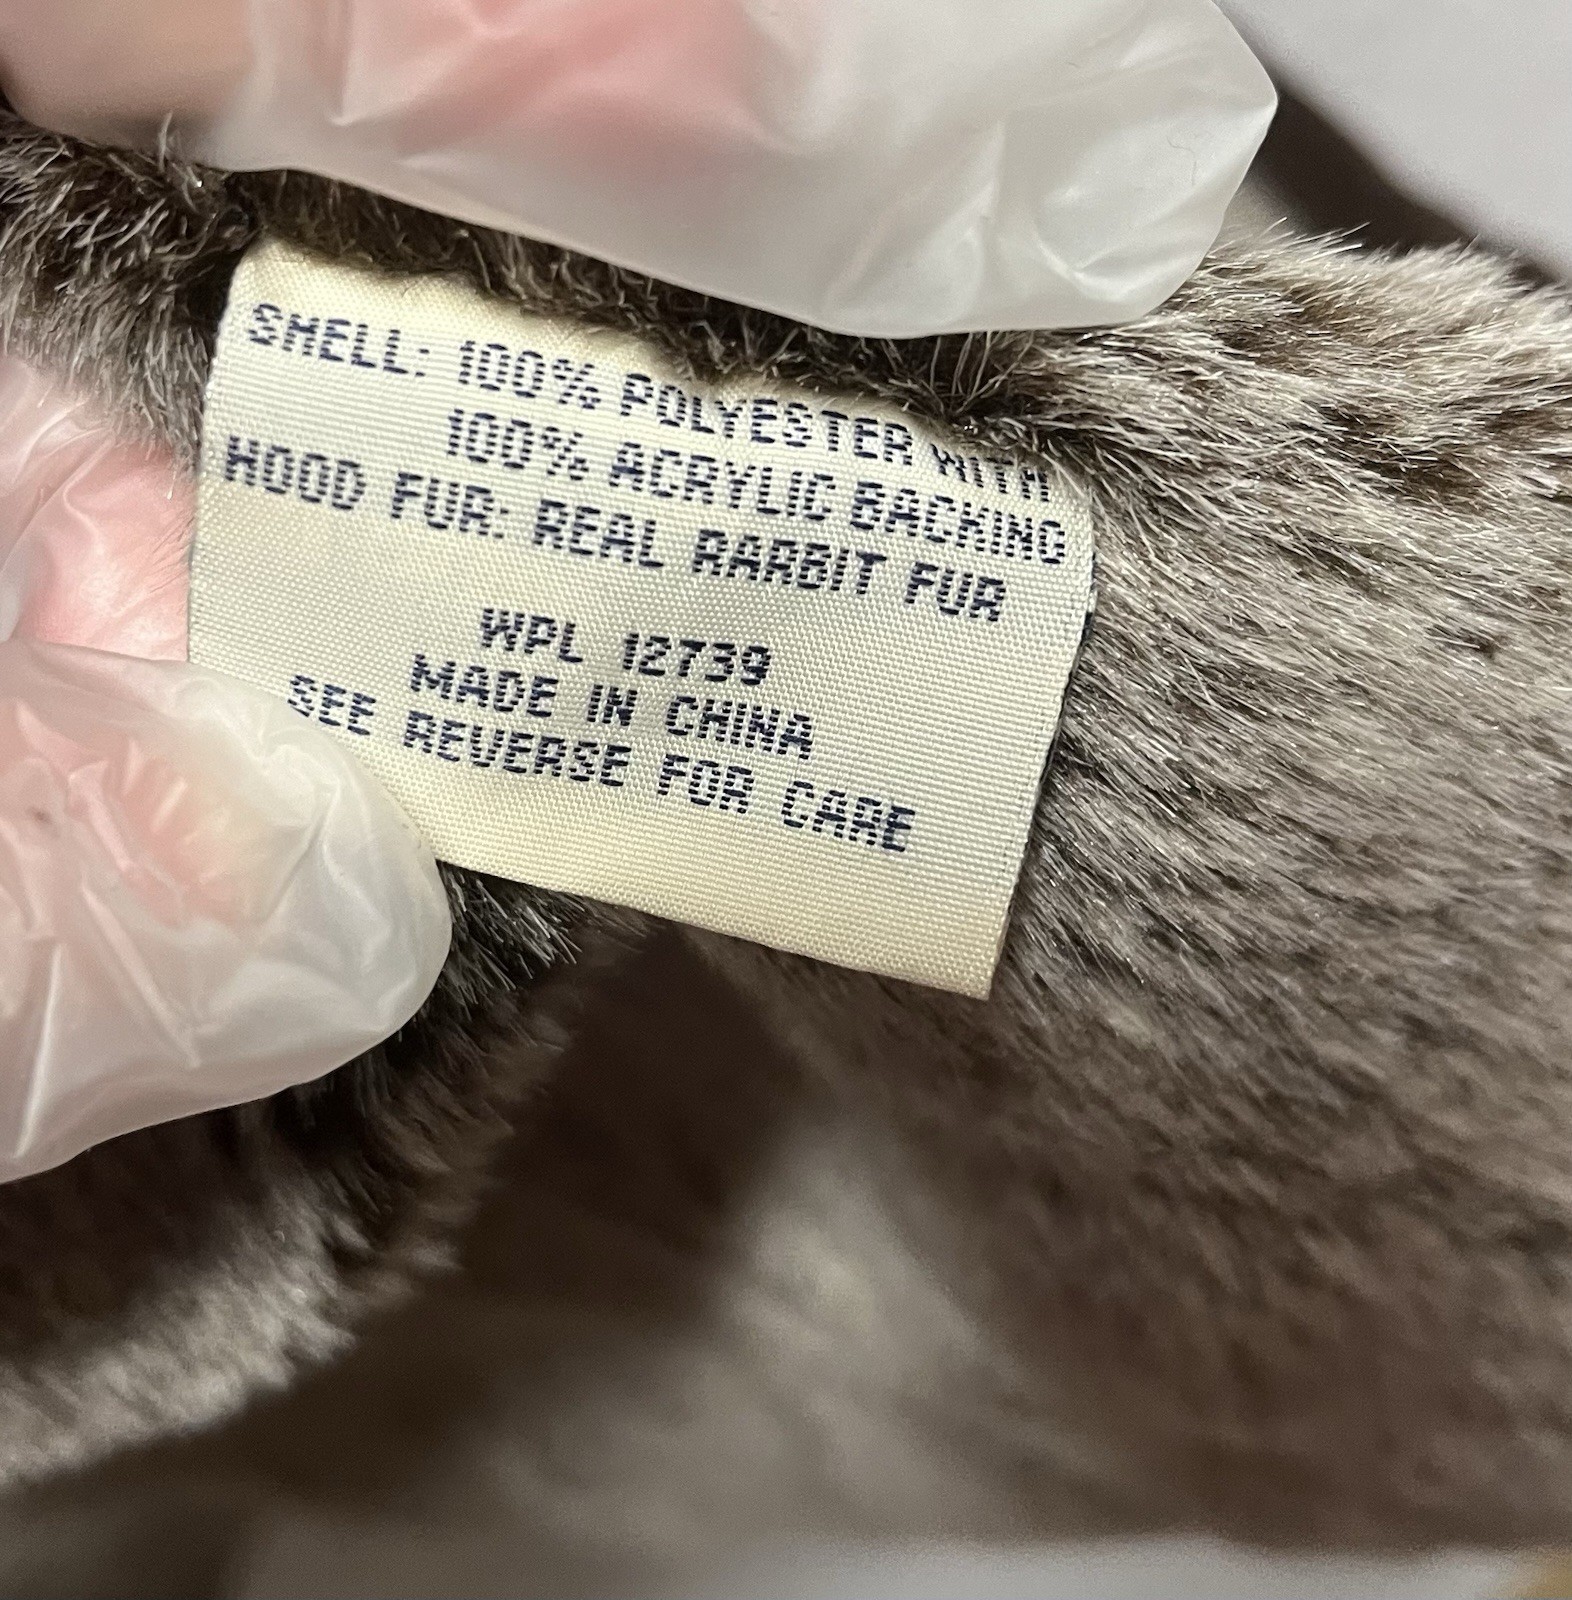 SHELL: 100% POLYESTER WITH
100% ACRYLIC BACKING
HOOD FUR: REAL RABBIT FUR
WPL 12739
MADE IN CHINA
SEE REVERSE FOR CARE